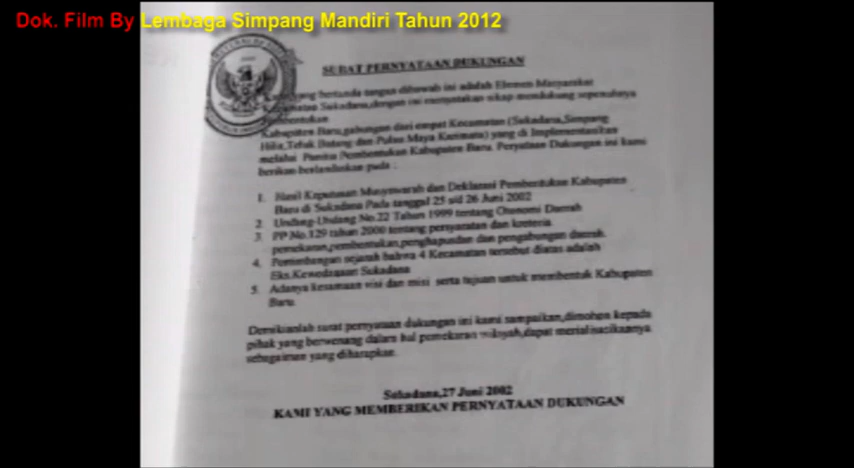 Dok. Film By Lembaga Simpang Mandiri Tahun 2012
SURAT PERNYATAAN DUKUNGAN
yang bertanda tangan dibawah ini adalah Elemen Masyarakat
Sukadana,dengan ini menyatakan sikap mendukung sepenuhnya
Kabupaten Baru,gabungan dari empat Kecamatan (Sukadana,Simpang
Hilir,Teluk Batang dan Pulau Maya Karimata) yang di Implementasikan
melalui Panitia Pembentukan Kabupaten Baru. Peryataan Dukungan ini kami
berikan berlandaskan pada :
1. Hasil Keputusan Musyawarah dan Deklarasi Pembentukan Kabupaten
Baru di Sukadana Pada tanggal 25 s/d 26 Juni 2002
2. Undang-Undang No.22 Tahun 1999 tentang Otonomi Daerah
3. PP No.129 tahun 2000 tentang persyaratan dan kreteria
pemekaran,pembentukan,penghapusan dan pengabungan daerah.
4. Pertimbangan sejarah bahwa 4 Kecamatan tersebut diatas adalah
Eks.Kewedanaan Sukadana
5. Adanya kesamaan visi dan misi serta tujuan untuk membentuk Kabupaten
Baru.
Demikianlah surat pernyataan dukungan ini kami sampaikan,dimohon kepada
pihak yang berwenang dalam hal pemekaran wilayah,dapat merialisasikannya
sebagaiman yang diharapkan.
Sukadana,27 Juni 2002
KAMI YANG MEMBERIKAN PERNYATAAN DUKUNGAN